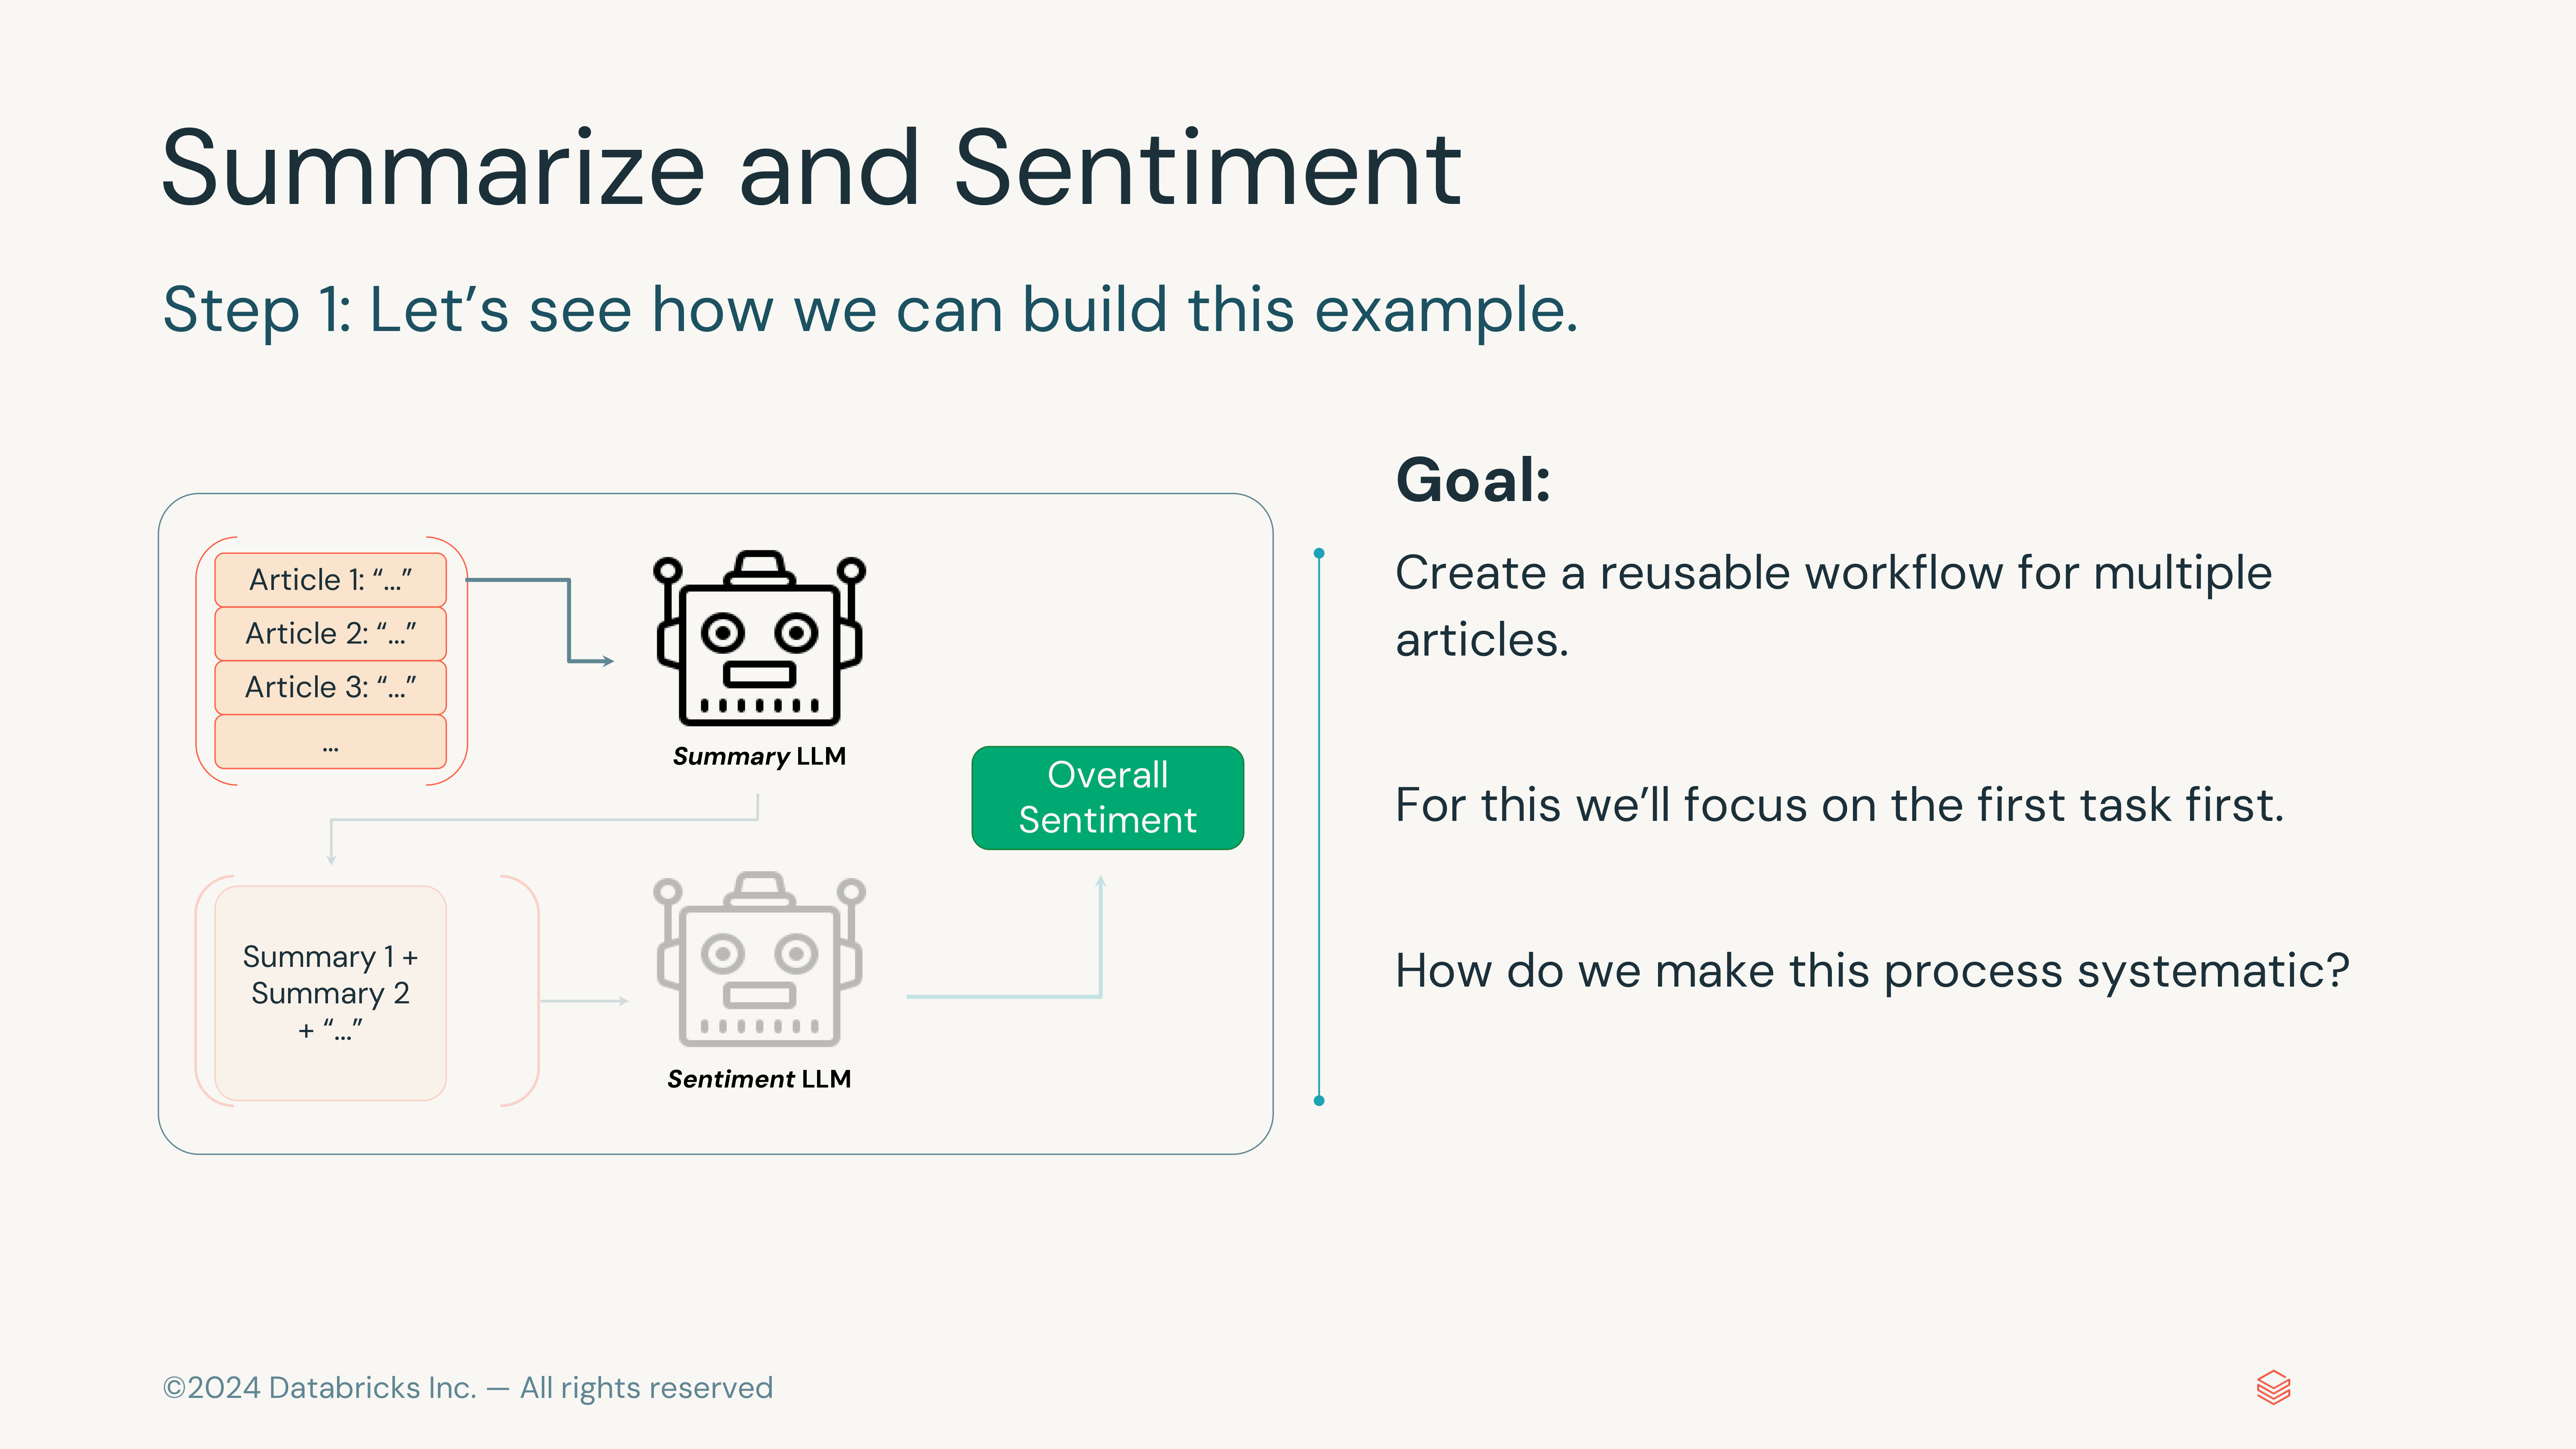 Summarize and Sentiment
Step 1: Let’s see how we can build this example.
Article 1: “...”
Article 2: “...”
Article 3: “...”
...
Summary LLM
Overall
Sentiment
Summary 1 +
Summary 2
+ “...”
Sentiment LLM
Goal:
Create a reusable workflow for multiple
articles.
For this we’ll focus on the first task first.
How do we make this process systematic?
©2024 Databricks Inc. — All rights reserved